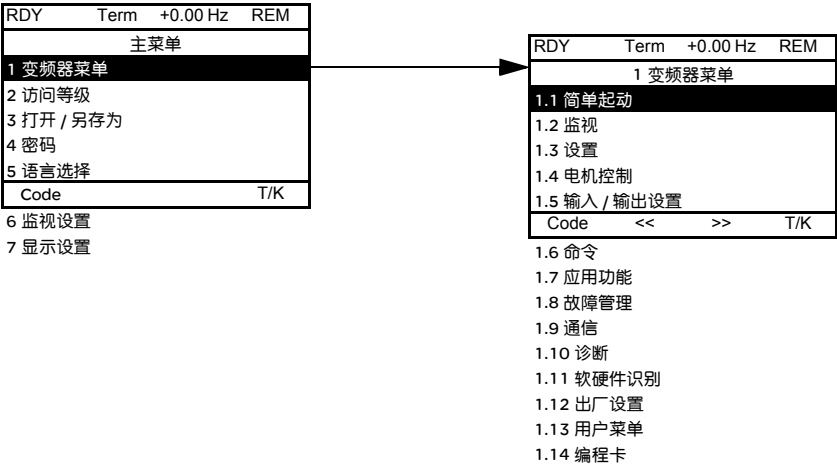 RDY Term +0.00 Hz REM
主菜单
1 变频器菜单
2 访问等级
3 打开 / 另存为
4 密码
5 语言选择
Code T/K
6 监视设置
7 显示设置
RDY Term +0.00 Hz REM
1 变频器菜单
1.1 简单起动
1.2 监视
1.3 设置
1.4 电机控制
1.5 输入 / 输出设置
Code << >> T/K
1.6 命令
1.7 应用功能
1.8 故障管理
1.9 通信
1.10 诊断
1.11 软硬件识别
1.12 出厂设置
1.13 用户菜单
1.14 编程卡